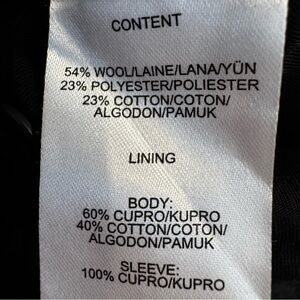 CONTENT
54% WOOL/LAINE/LANA/YÜN
23% POLYESTER/POLIESTER
23% COTTON/COTON/
ALGODON/PAMUK
LINING
BODY:
60% CUPRO/KUPRO
40% COTTON/COTON/
ALGODON/PAMUK
SLEEVE:
100% CUPRO/KUPRO